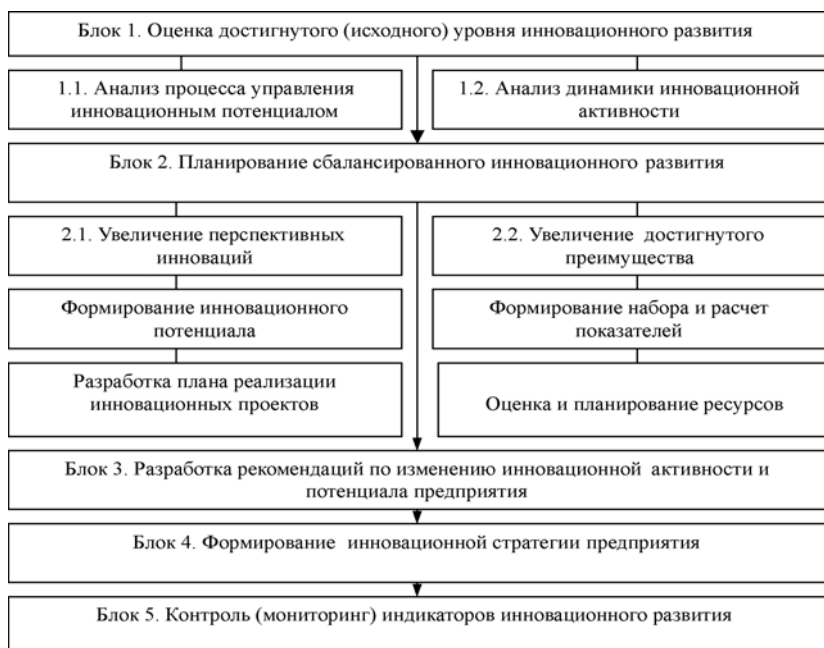 Блок 1. Оценка достигнутого (исходного) уровня инновационного развития
1.1. Анализ процесса управления
инновационным потенциалом
1.2. Анализ динамики инновационной
активности
Блок 2. Планирование сбалансированного инновационного развития
2.1. Увеличение перспективных
инноваций
2.2. Увеличение достигнутого
преимущества
Формирование инновационного
потенциала
Формирование набора и расчет
показателей
Разработка плана реализации
инновационных проектов
Оценка и планирование ресурсов
Блок 3. Разработка рекомендаций по изменению инновационной активности и
потенциала предприятия
Блок 4. Формирование инновационной стратегии предприятия
Блок 5. Контроль (мониторинг) индикаторов инновационного развития